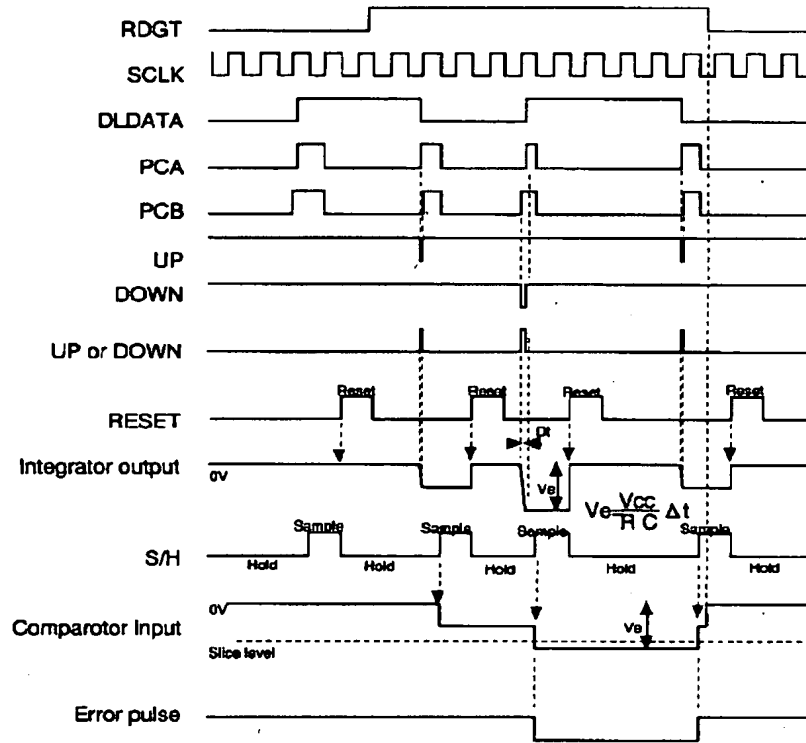 RDGT
SCLK
DLDATA
PCA
PCB
UP
DOWN
UP or DOWN
Reset Reset Reset Reset
RESET
Dt
Integrator output
0V
Ve
Ve=VCC/R C Δt
Sample Sample Sample Sample
S/H
Hold Hold Hold Hold Hold
0V
Comparotor Input
Ve
Slice level
Error pulse